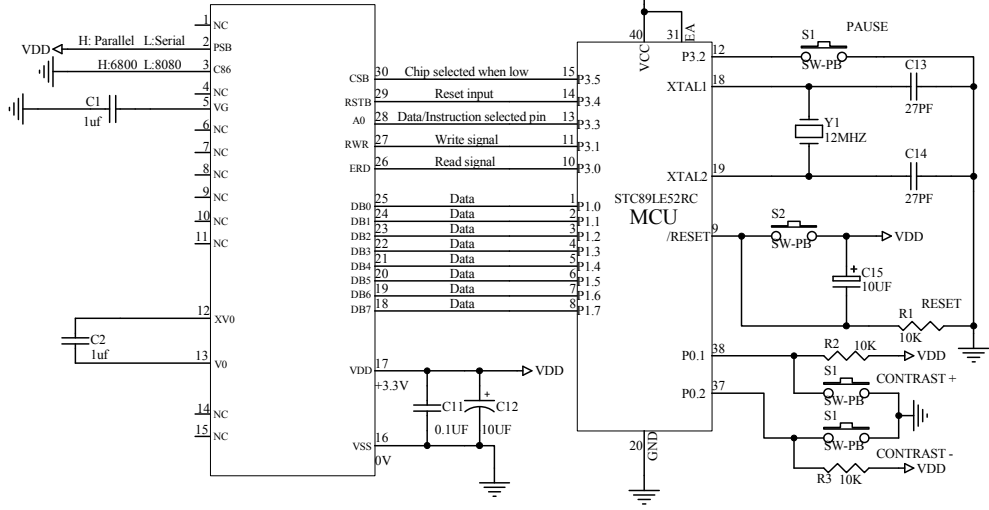 1 NC
VDD H: Parallel L:Serial 2 PSB
H:6800 L:8080 3 C86
4 NC
C1 1uf 5 VG
6 NC
7 NC
8 NC
9 NC
10 NC
11 NC
12 XV0
C2
1uf
13 V0
14 NC
15 NC
CSB 30 Chip selected when low 15 P3.5
RSTB 29 Reset input 14 P3.4
A0 28 Data/Instruction selected pin 13 P3.3
RWR 27 Write signal 11 P3.1
ERD 26 Read signal 10 P3.0
DB0 25 Data 1 P1.0
DB1 24 Data 2 P1.1
DB2 23 Data 3 P1.2
DB3 22 Data 4 P1.3
DB4 21 Data 5 P1.4
DB5 20 Data 6 P1.5
DB6 19 Data 7 P1.6
DB7 18 Data 8 P1.7
VDD 17 VDD
+3.3V
C11
0.1UF
C12
10UF
VSS 16
0V
40 VCC
31 EA
STC89LE52RC
MCU
20 GND
P3.2 12
S1
SW-PB
PAUSE
XTAL1 18
C13
27PF
Y1
12MHZ
XTAL2 19
C14
27PF
/RESET 9
S2
SW-PB
VDD
+
C15
10UF
RESET
R1
10K
P0.1 38
R2 10K VDD
S1
SW-PB
CONTRAST +
P0.2 37
S1
SW-PB
CONTRAST -
R3 10K VDD
+